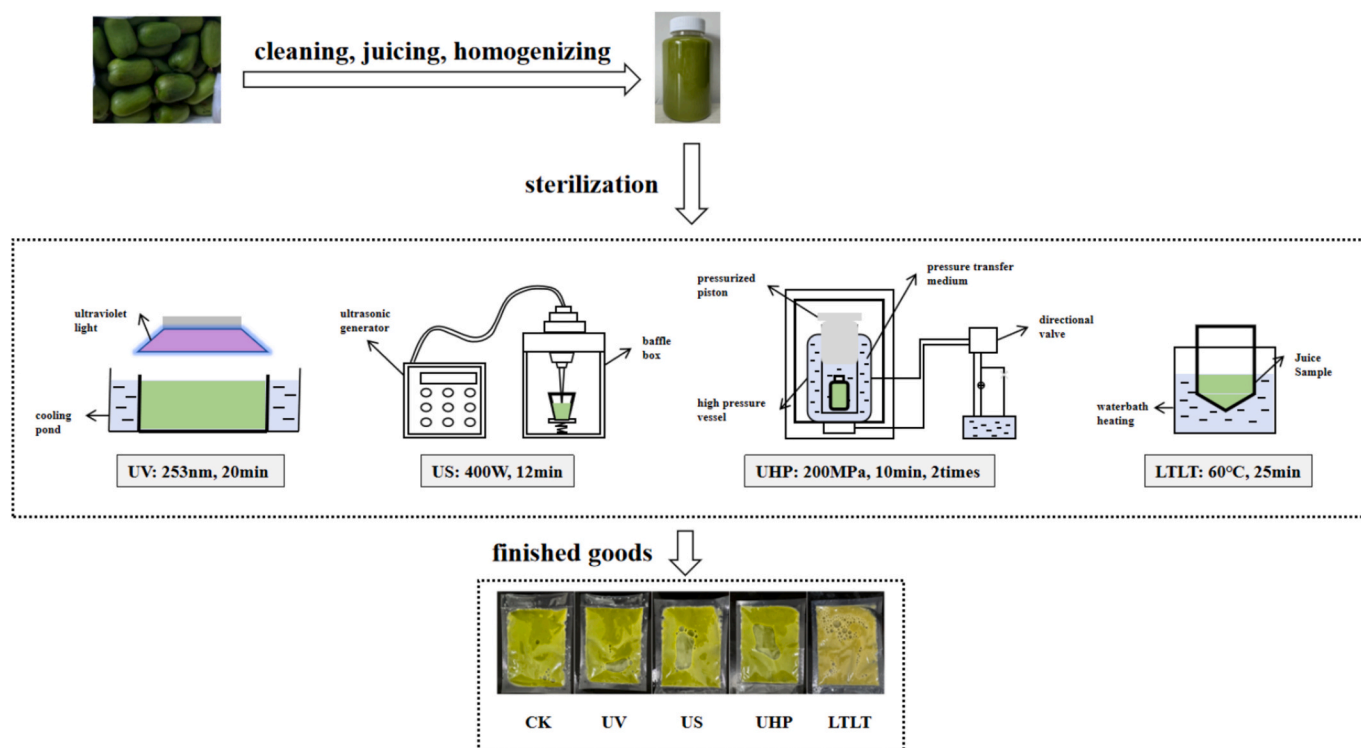 cleaning, juicing, homogenizing
sterilization
ultraviolet
light
cooling
pond
UV: 253nm, 20min
ultrasonic
generator
baffle
box
US: 400W, 12min
pressurized
piston
pressure transfer
medium
high pressure
vessel
directional
valve
UHP: 200MPa, 10min, 2times
Juice
Sample
waterbath
heating
LTLT: 60°C, 25min
finished goods
CK UV US UHP LTLT